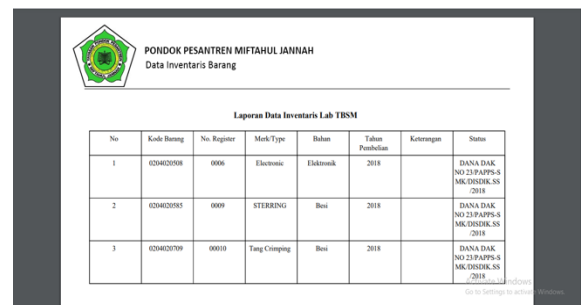 PONDOK PESANTREN MIFTAHUL JANNAH
Data Inventaris Barang
Laporan Data Inventaris Lab TBSM
No Kode Barang No. Register Merk/Type Bahan Tahun Pembelian Keterangan Status
1 0204020508 0006 Electronic Elektronik 2018 DANA DAK
NO 23/PAPPS-S
MK/DISDIK.SS
/2018
2 0204020585 0009 STERRING Besi 2018 DANA DAK
NO 23/PAPPS-S
MK/DISDIK.SS
/2018
3 0204020709 00010 Tang Crimping Besi 2018 DANA DAK
NO 23/PAPPS-S
MK/DISDIK.SS
/2018
Activate Windows
Go to Settings to activate Windows.